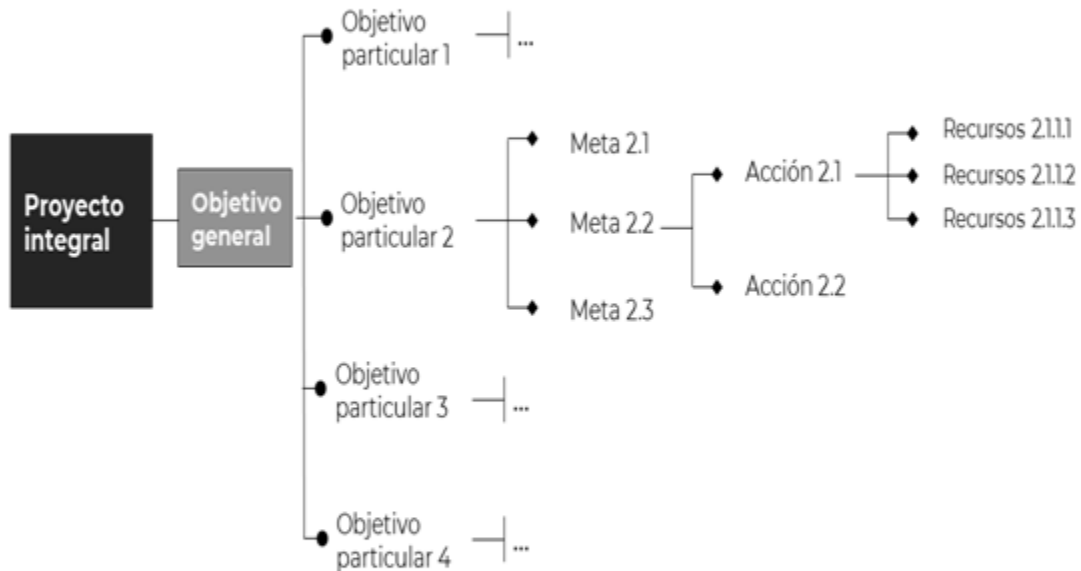 Proyecto
integral
Objetivo
general
Objetivo
particular 1
...
Objetivo
particular 2
Meta 2.1
Meta 2.2
Meta 2.3
Acción 2.1
Acción 2.2
Recursos 2.1.1.1
Recursos 2.1.1.2
Recursos 2.1.1.3
Objetivo
particular 3
...
Objetivo
particular 4
...